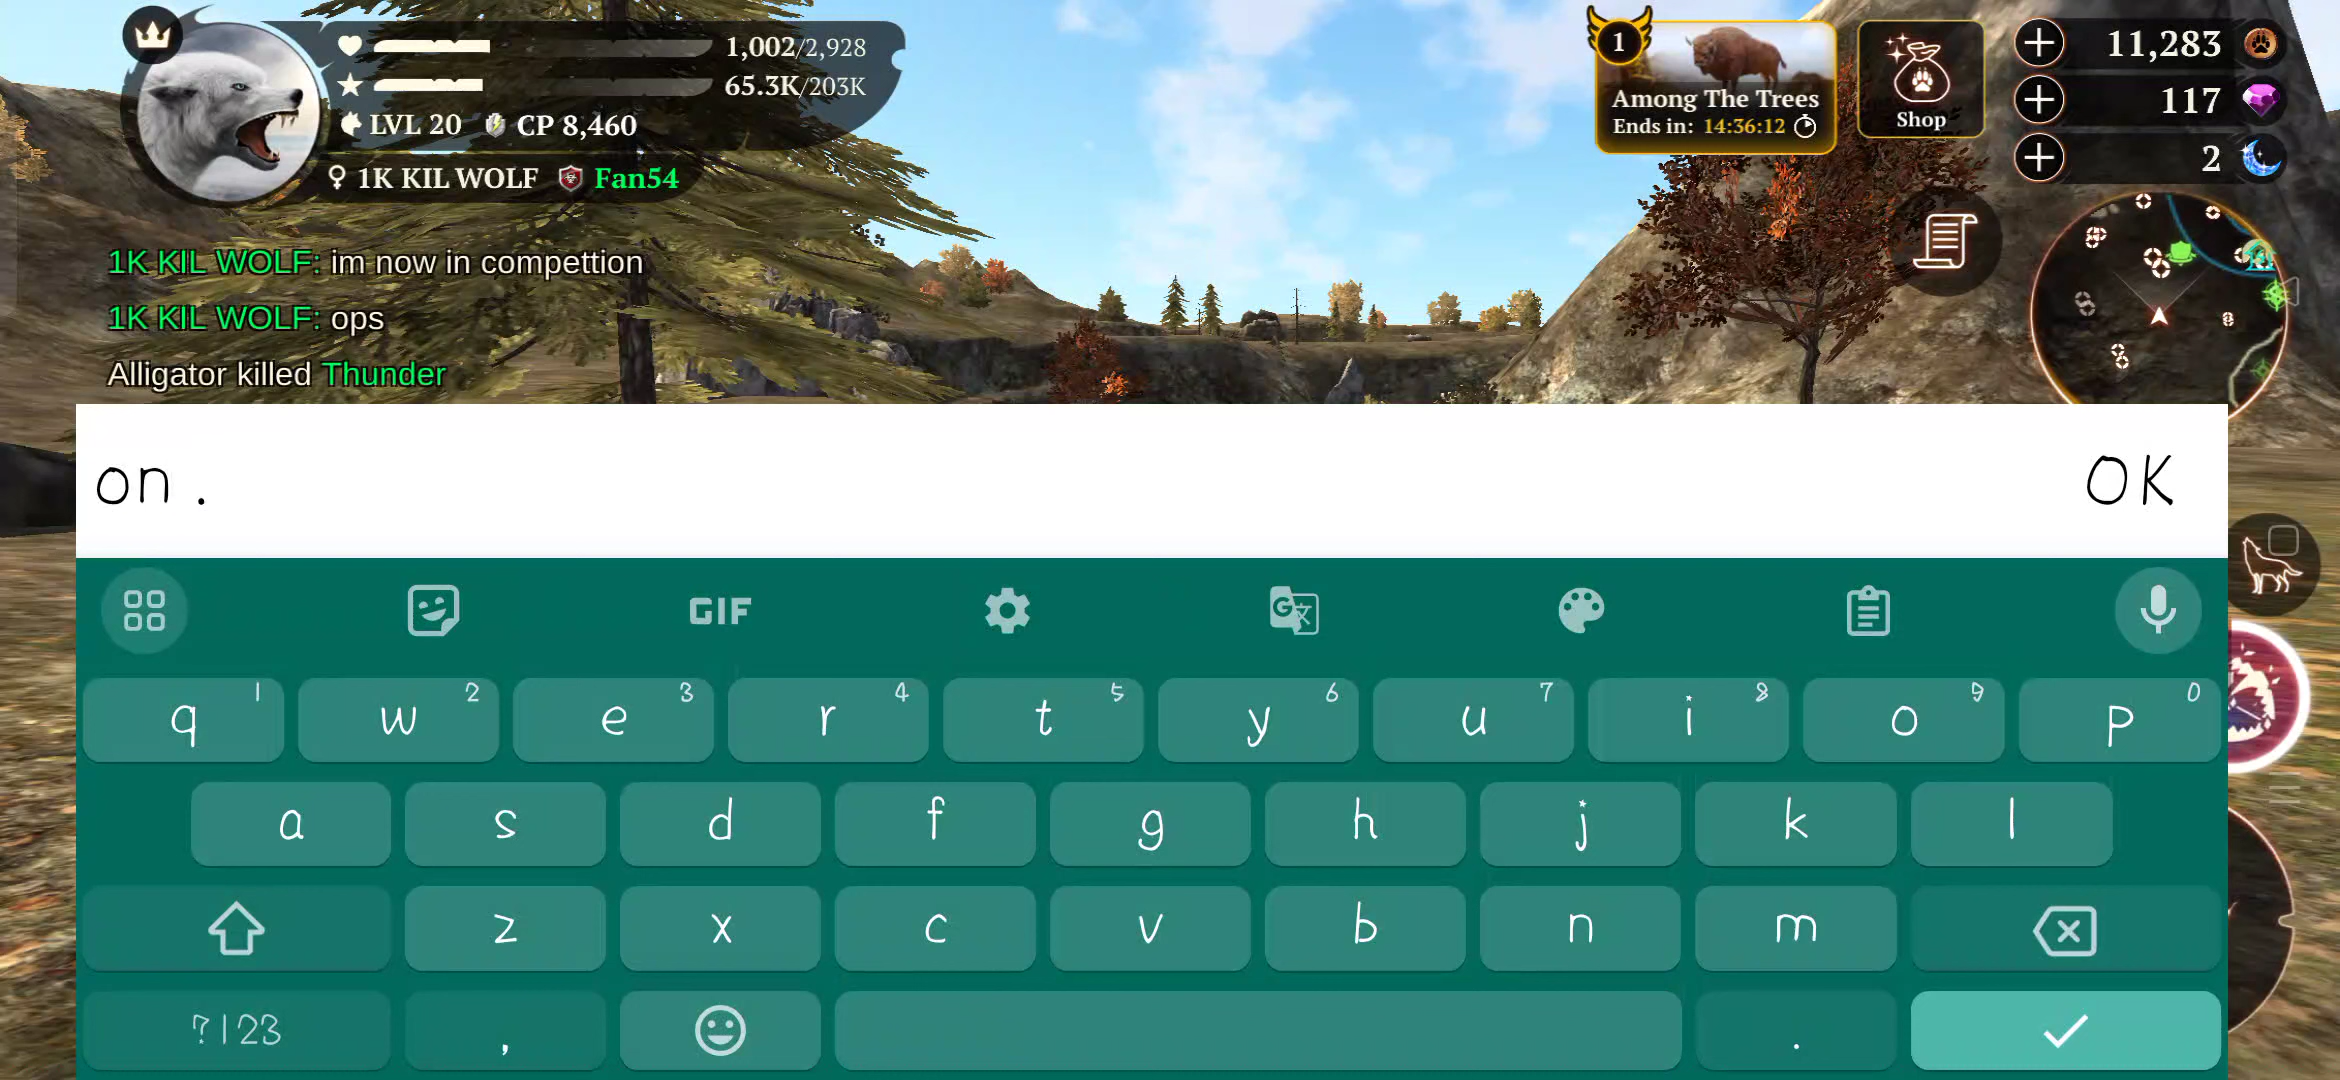 1,002/2,928
65.3K/203K
LVL 20 CP 8,460
1K KIL WOLF Fan54
1
Among The Trees
Ends in: 14:36:12
Shop
11,283
117
2
1K KIL WOLF: im now in compettion
1K KIL WOLF: ops
Alligator killed Thunder
on .
OK
GIF
G
q 1 w 2 e 3 r 4 t 5 y 6 u 7 i 8 o 9 p 0
a s d f g h j k l
z x c v b n m
?123 , .